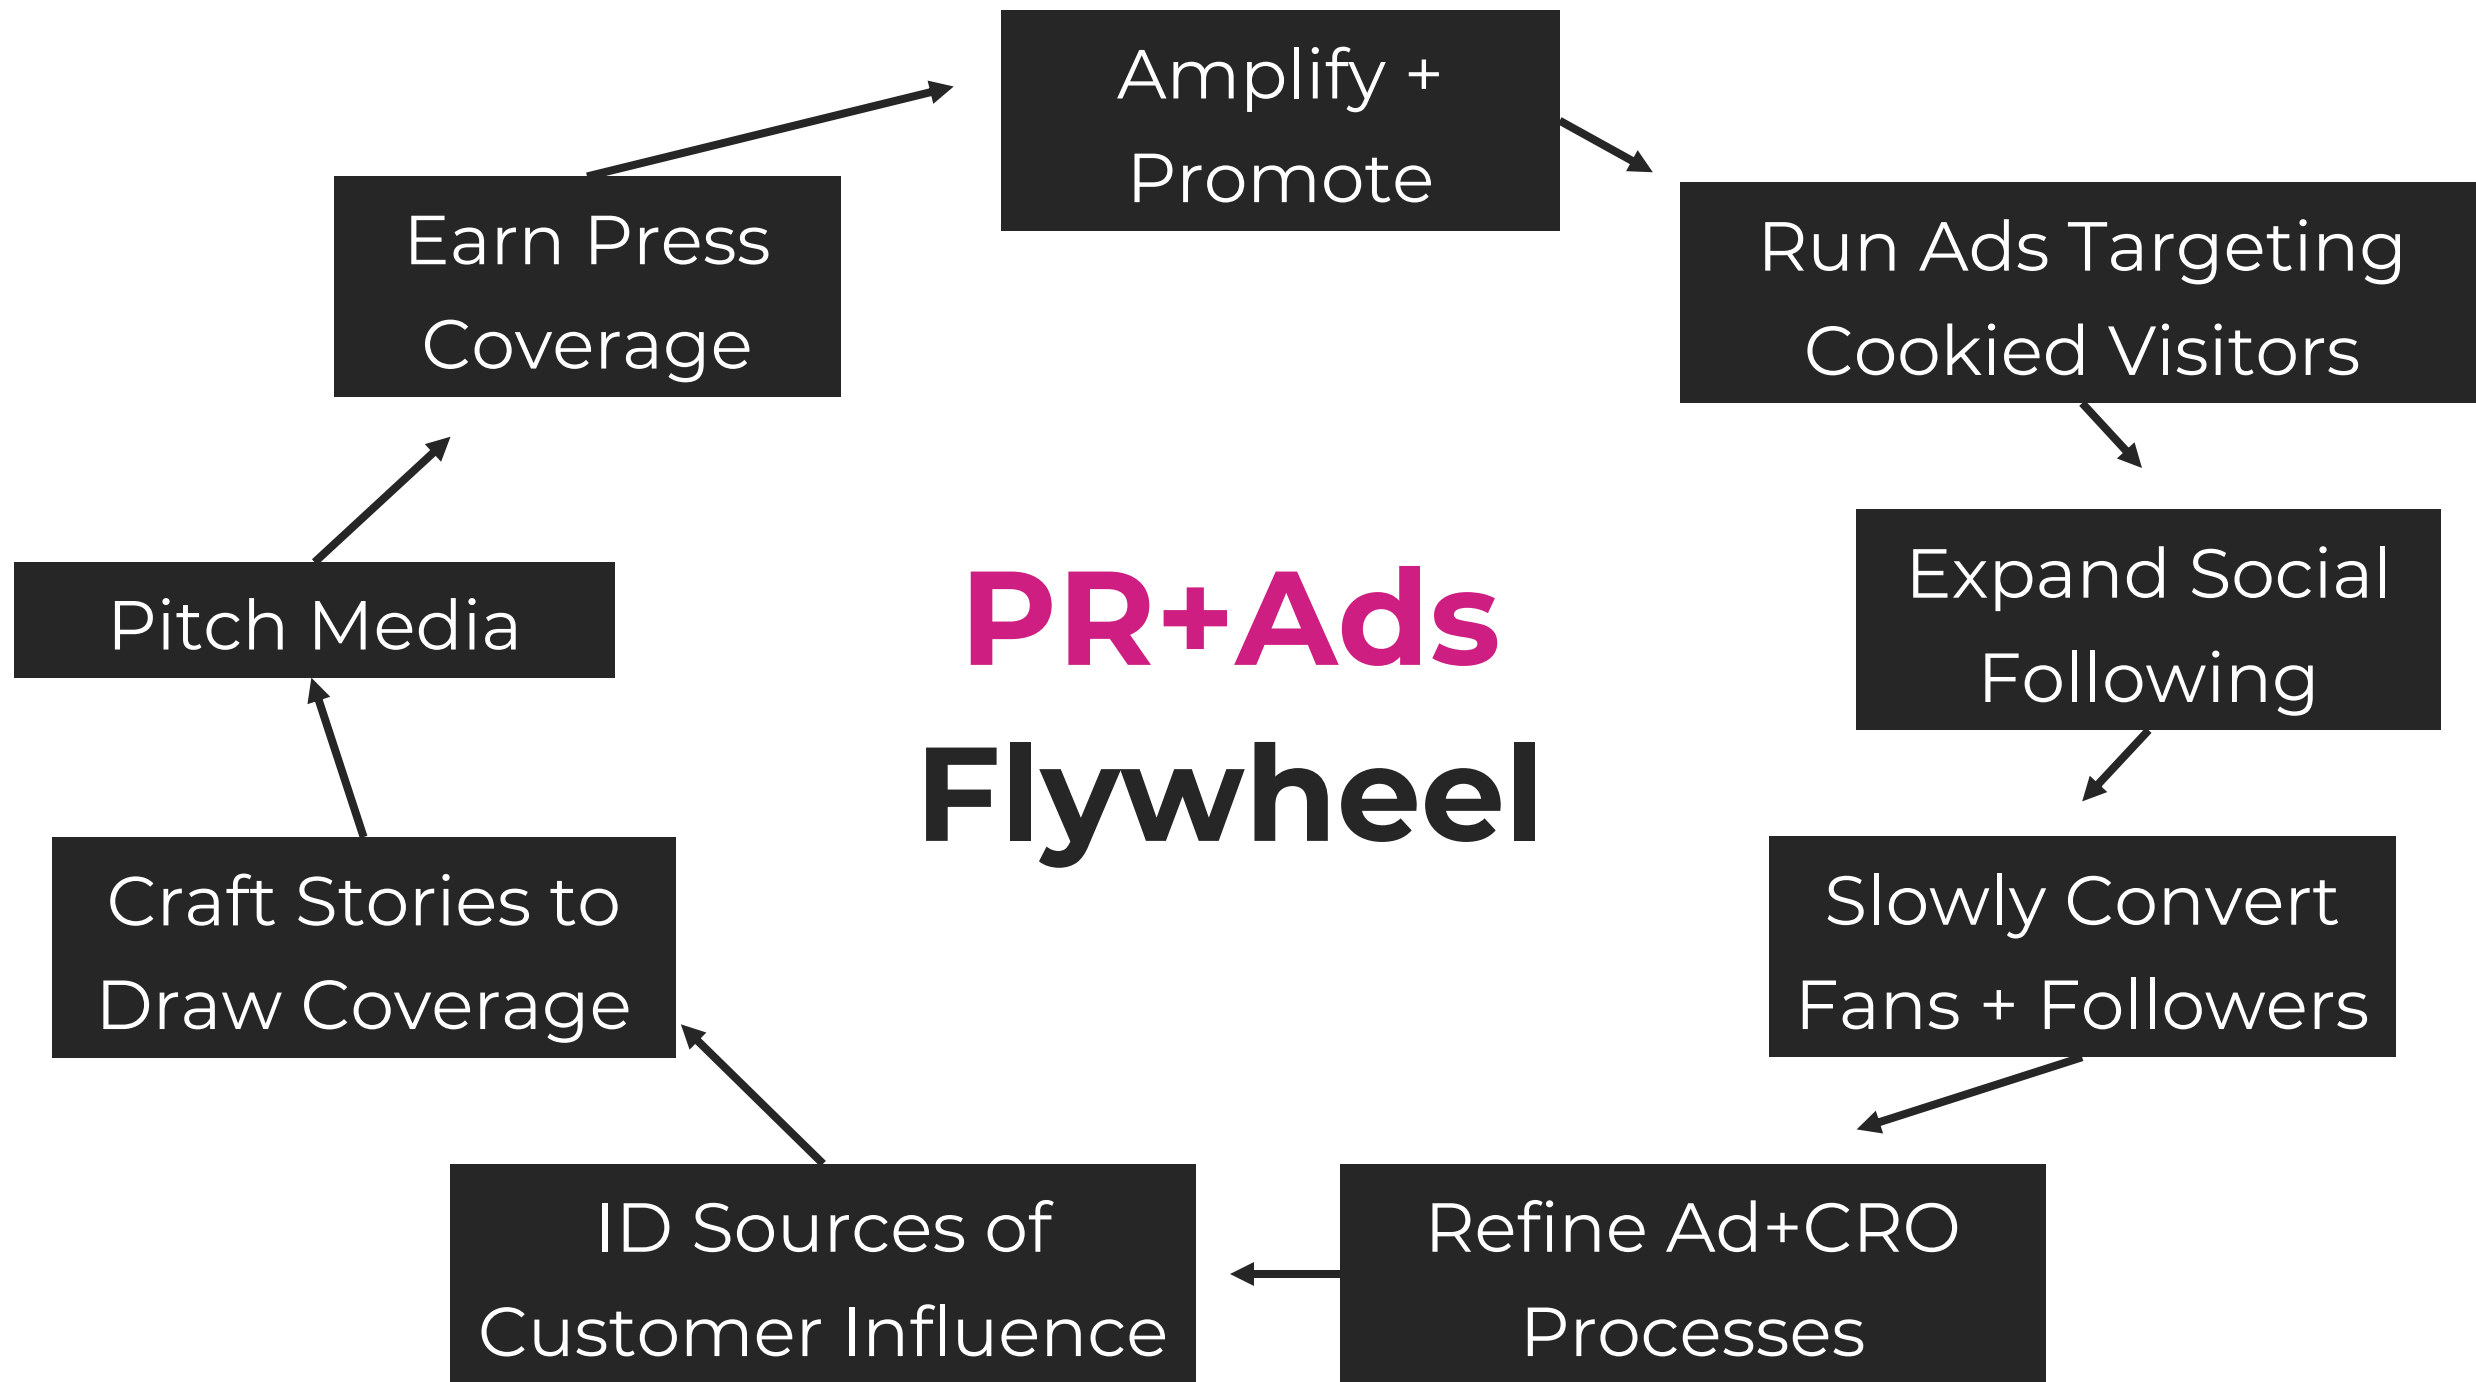 Amplify +
Promote
Run Ads Targeting
Cookied Visitors
Expand Social
Following
Slowly Convert
Fans + Followers
Refine Ad+CRO
Processes
ID Sources of
Customer Influence
Craft Stories to
Draw Coverage
Pitch Media
Earn Press
Coverage
PR+Ads
Flywheel